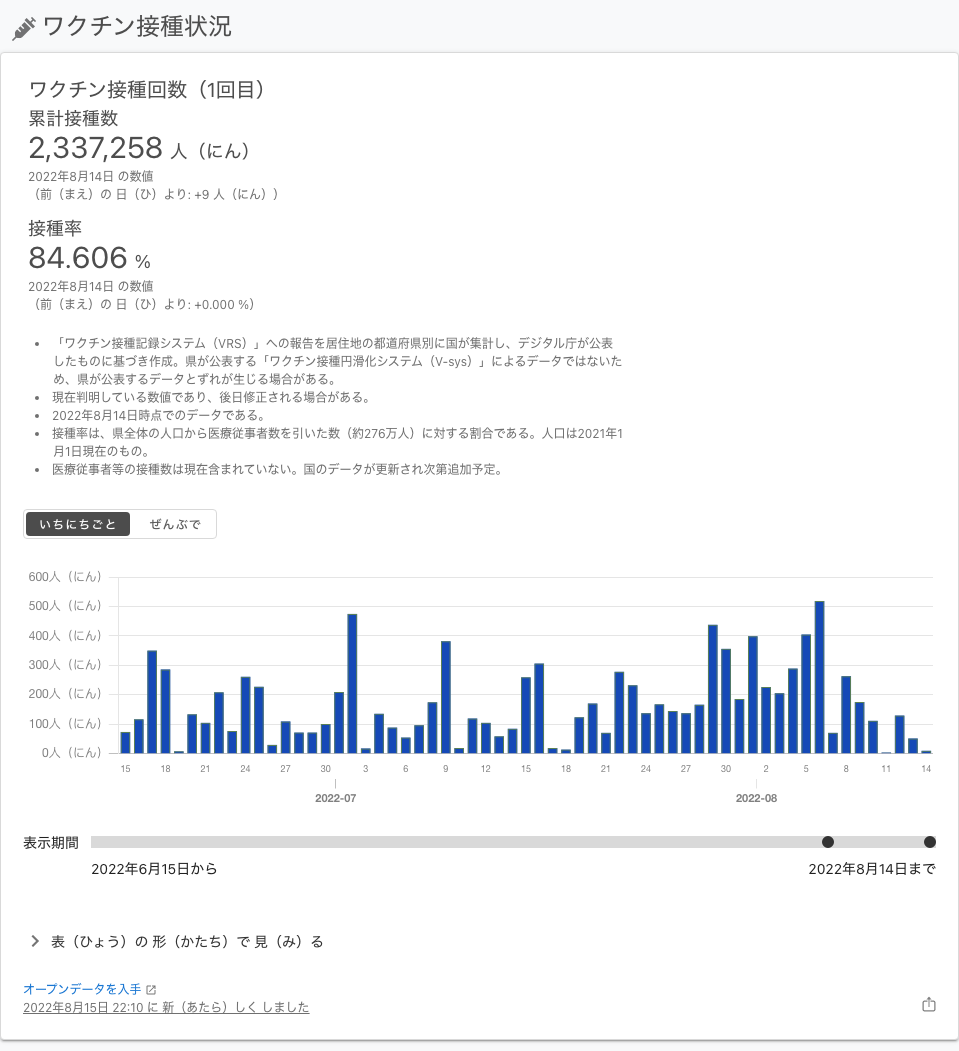 ワクチン接種状況
ワクチン接種回数（1回目）
累計接種数
2,337,258 人（にん）
2022年8月14日 の数値
（前（まえ）の 日（ひ）より: +9 人（にん））
接種率
84.606 %
2022年8月14日 の数値
（前（まえ）の 日（ひ）より: +0.000 %）
• 「ワクチン接種記録システム（VRS）」への報告を居住地の都道府県別に国が集計し、デジタル庁が公表
したものに基づき作成。県が公表する「ワクチン接種円滑化システム（V-sys）」によるデータではないた
め、県が公表するデータとずれが生じる場合がある。
• 現在判明している数値であり、後日修正される場合がある。
• 2022年8月14日時点でのデータである。
• 接種率は、県全体の人口から医療従事者数を引いた数（約276万人）に対する割合である。人口は2021年1
月1日現在のもの。
• 医療従事者等の接種数は現在含まれていない。国のデータが更新され次第追加予定。
いちにちごと ぜんぶで
600人（にん）
500人（にん）
400人（にん）
300人（にん）
200人（にん）
100人（にん）
0人（にん）
15 18 21 24 27 30 3 6 9 12 15 18 21 24 27 30 2 5 8 11 14
2022-07 2022-08
表示期間
2022年6月15日から 2022年8月14日まで
表（ひょう）の 形（かたち）で 見（み）る
オープンデータを入手
2022年8月15日 22:10 に 新（あたら）しく しました